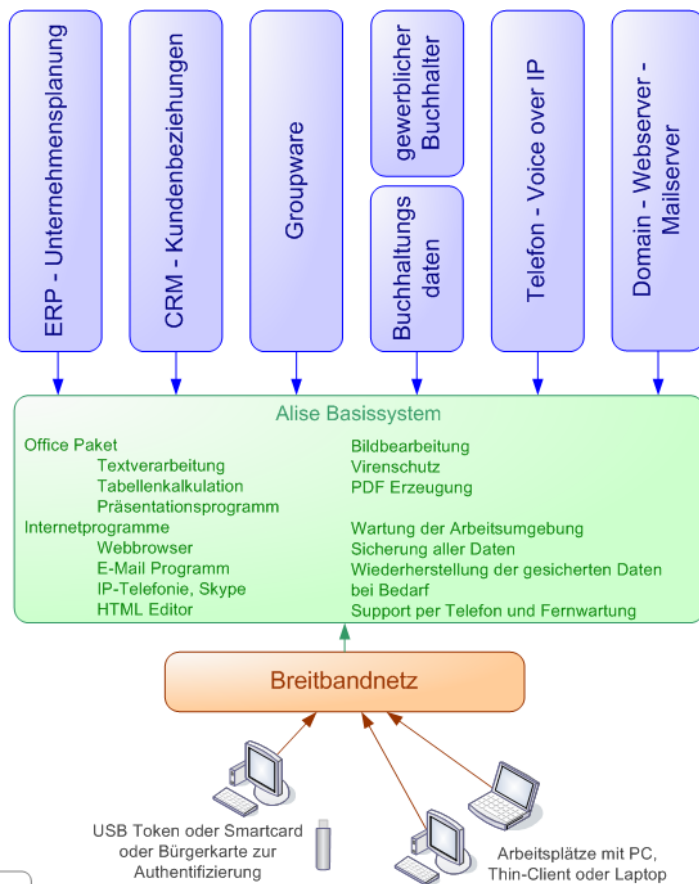 ERP - Unternehmensplanung
CRM - Kundenbeziehungen
Groupware
gewerblicher
Buchhalter
Buchhaltungs
daten
Telefon - Voice over IP
Domain - Webserver -
Mailserver
Alise Basissystem
Office Paket
Textverarbeitung
Tabellenkalkulation
Präsentationsprogramm
Internetprogramme
Webbrowser
E-Mail Programm
IP-Telefonie, Skype
HTML Editor
Bildbearbeitung
Virenschutz
PDF Erzeugung
Wartung der Arbeitsumgebung
Sicherung aller Daten
Wiederherstellung der gesicherten Daten
bei Bedarf
Support per Telefon und Fernwartung
Breitbandnetz
USB Token oder Smartcard
oder Bürgerkarte zur
Authentifizierung
Arbeitsplätze mit PC,
Thin-Client oder Laptop